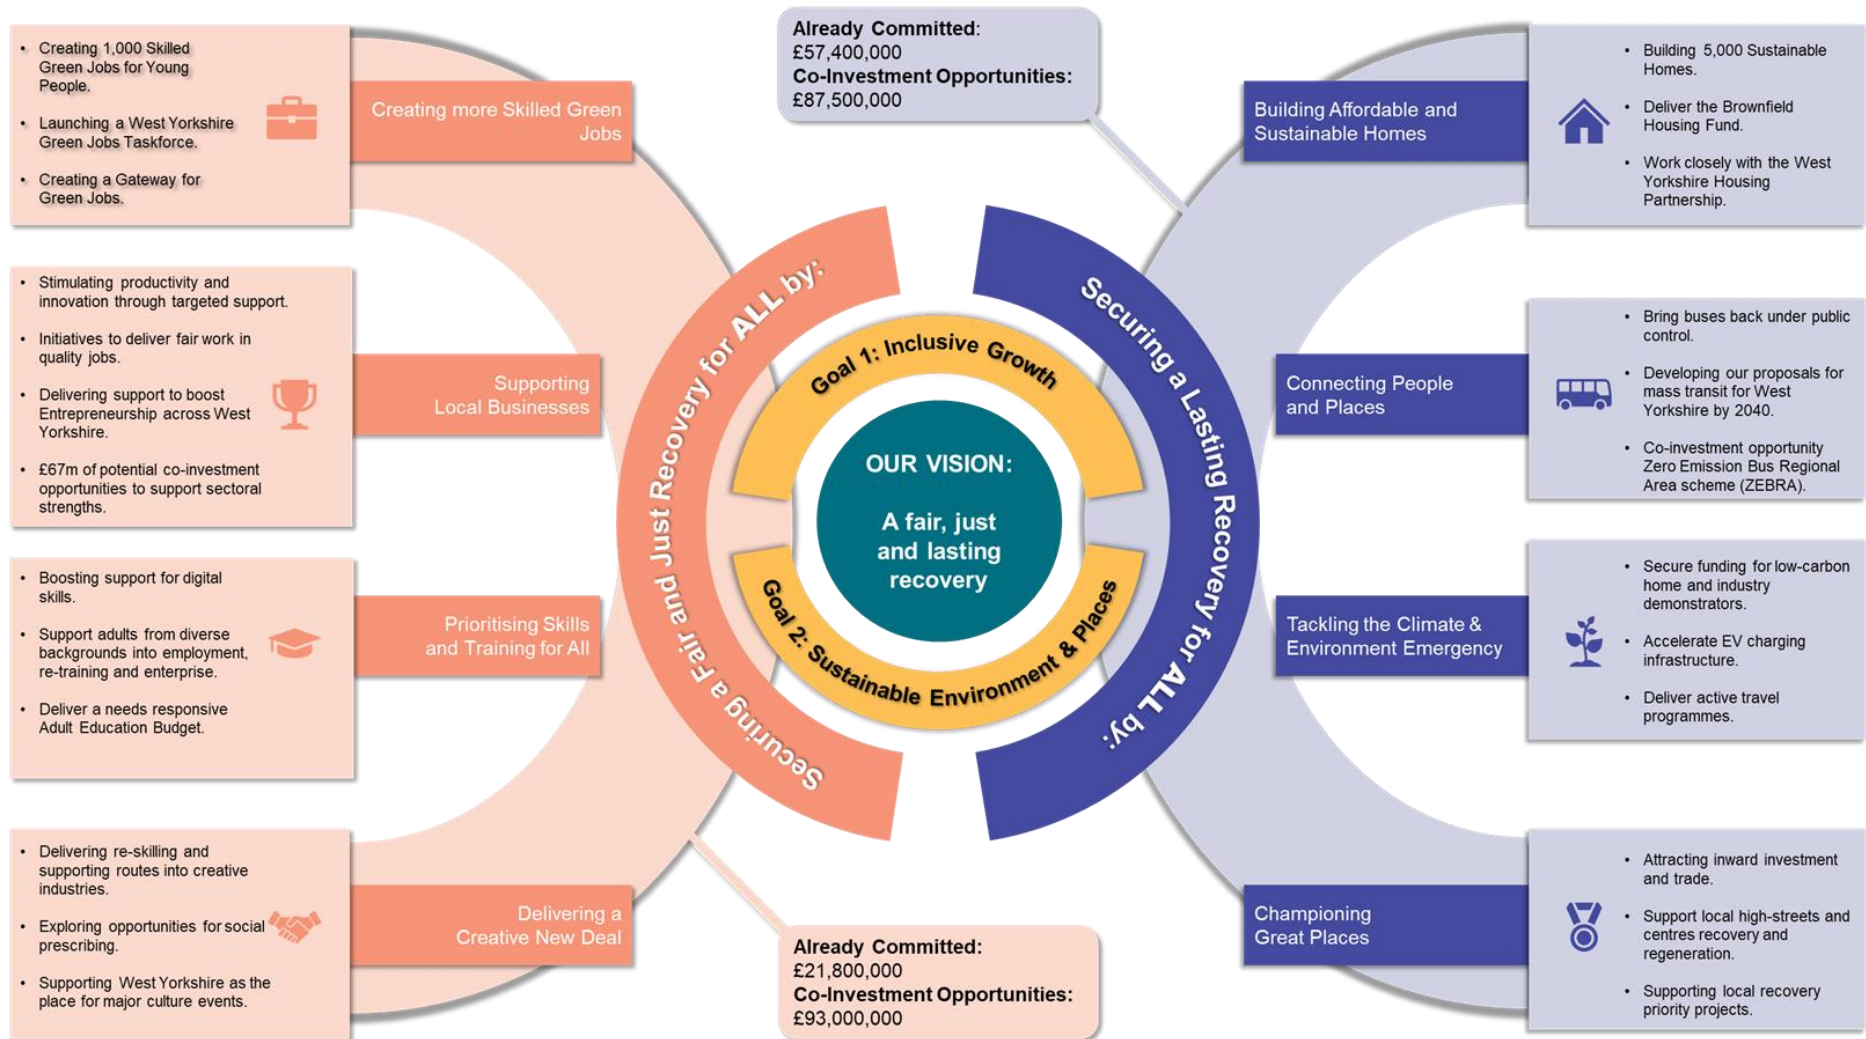 • Creating 1,000 Skilled
Green Jobs for Young
People.
• Launching a West Yorkshire
Green Jobs Taskforce.
• Creating a Gateway for
Green Jobs.
Creating more Skilled Green
Jobs
• Stimulating productivity and
innovation through targeted support.
• Initiatives to deliver fair work in
quality jobs.
• Delivering support to boost
Entrepreneurship across West
Yorkshire.
• £67m of potential co-investment
opportunities to support sectoral
strengths.
Supporting
Local Businesses
• Boosting support for digital
skills.
• Support adults from diverse
backgrounds into employment,
re-training and enterprise.
• Deliver a needs responsive
Adult Education Budget.
Prioritising Skills
and Training for All
• Delivering re-skilling and
supporting routes into creative
industries.
• Exploring opportunities for social
prescribing.
• Supporting West Yorkshire as the
place for major culture events.
Delivering a
Creative New Deal
Securing a Fair and Just Recovery for ALL by:
Already Committed:
£21,800,000
Co-Investment Opportunities:
£93,000,000
Goal 1: Inclusive Growth
OUR VISION:
A fair, just
and lasting
recovery
Goal 2: Sustainable Environment & Places
Already Committed:
£57,400,000
Co-Investment Opportunities:
£87,500,000
Securing a Lasting Recovery for ALL by:
Building Affordable and
Sustainable Homes
• Building 5,000 Sustainable
Homes.
• Deliver the Brownfield
Housing Fund.
• Work closely with the West
Yorkshire Housing
Partnership.
Connecting People
and Places
• Bring buses back under public
control.
• Developing our proposals for
mass transit for West
Yorkshire by 2040.
• Co-investment opportunity
Zero Emission Bus Regional
Area scheme (ZEBRA).
Tackling the Climate &
Environment Emergency
• Secure funding for low-carbon
home and industry
demonstrators.
• Accelerate EV charging
infrastructure.
• Deliver active travel
programmes.
Championing
Great Places
• Attracting inward investment
and trade.
• Support local high-streets and
centres recovery and
regeneration.
• Supporting local recovery
priority projects.